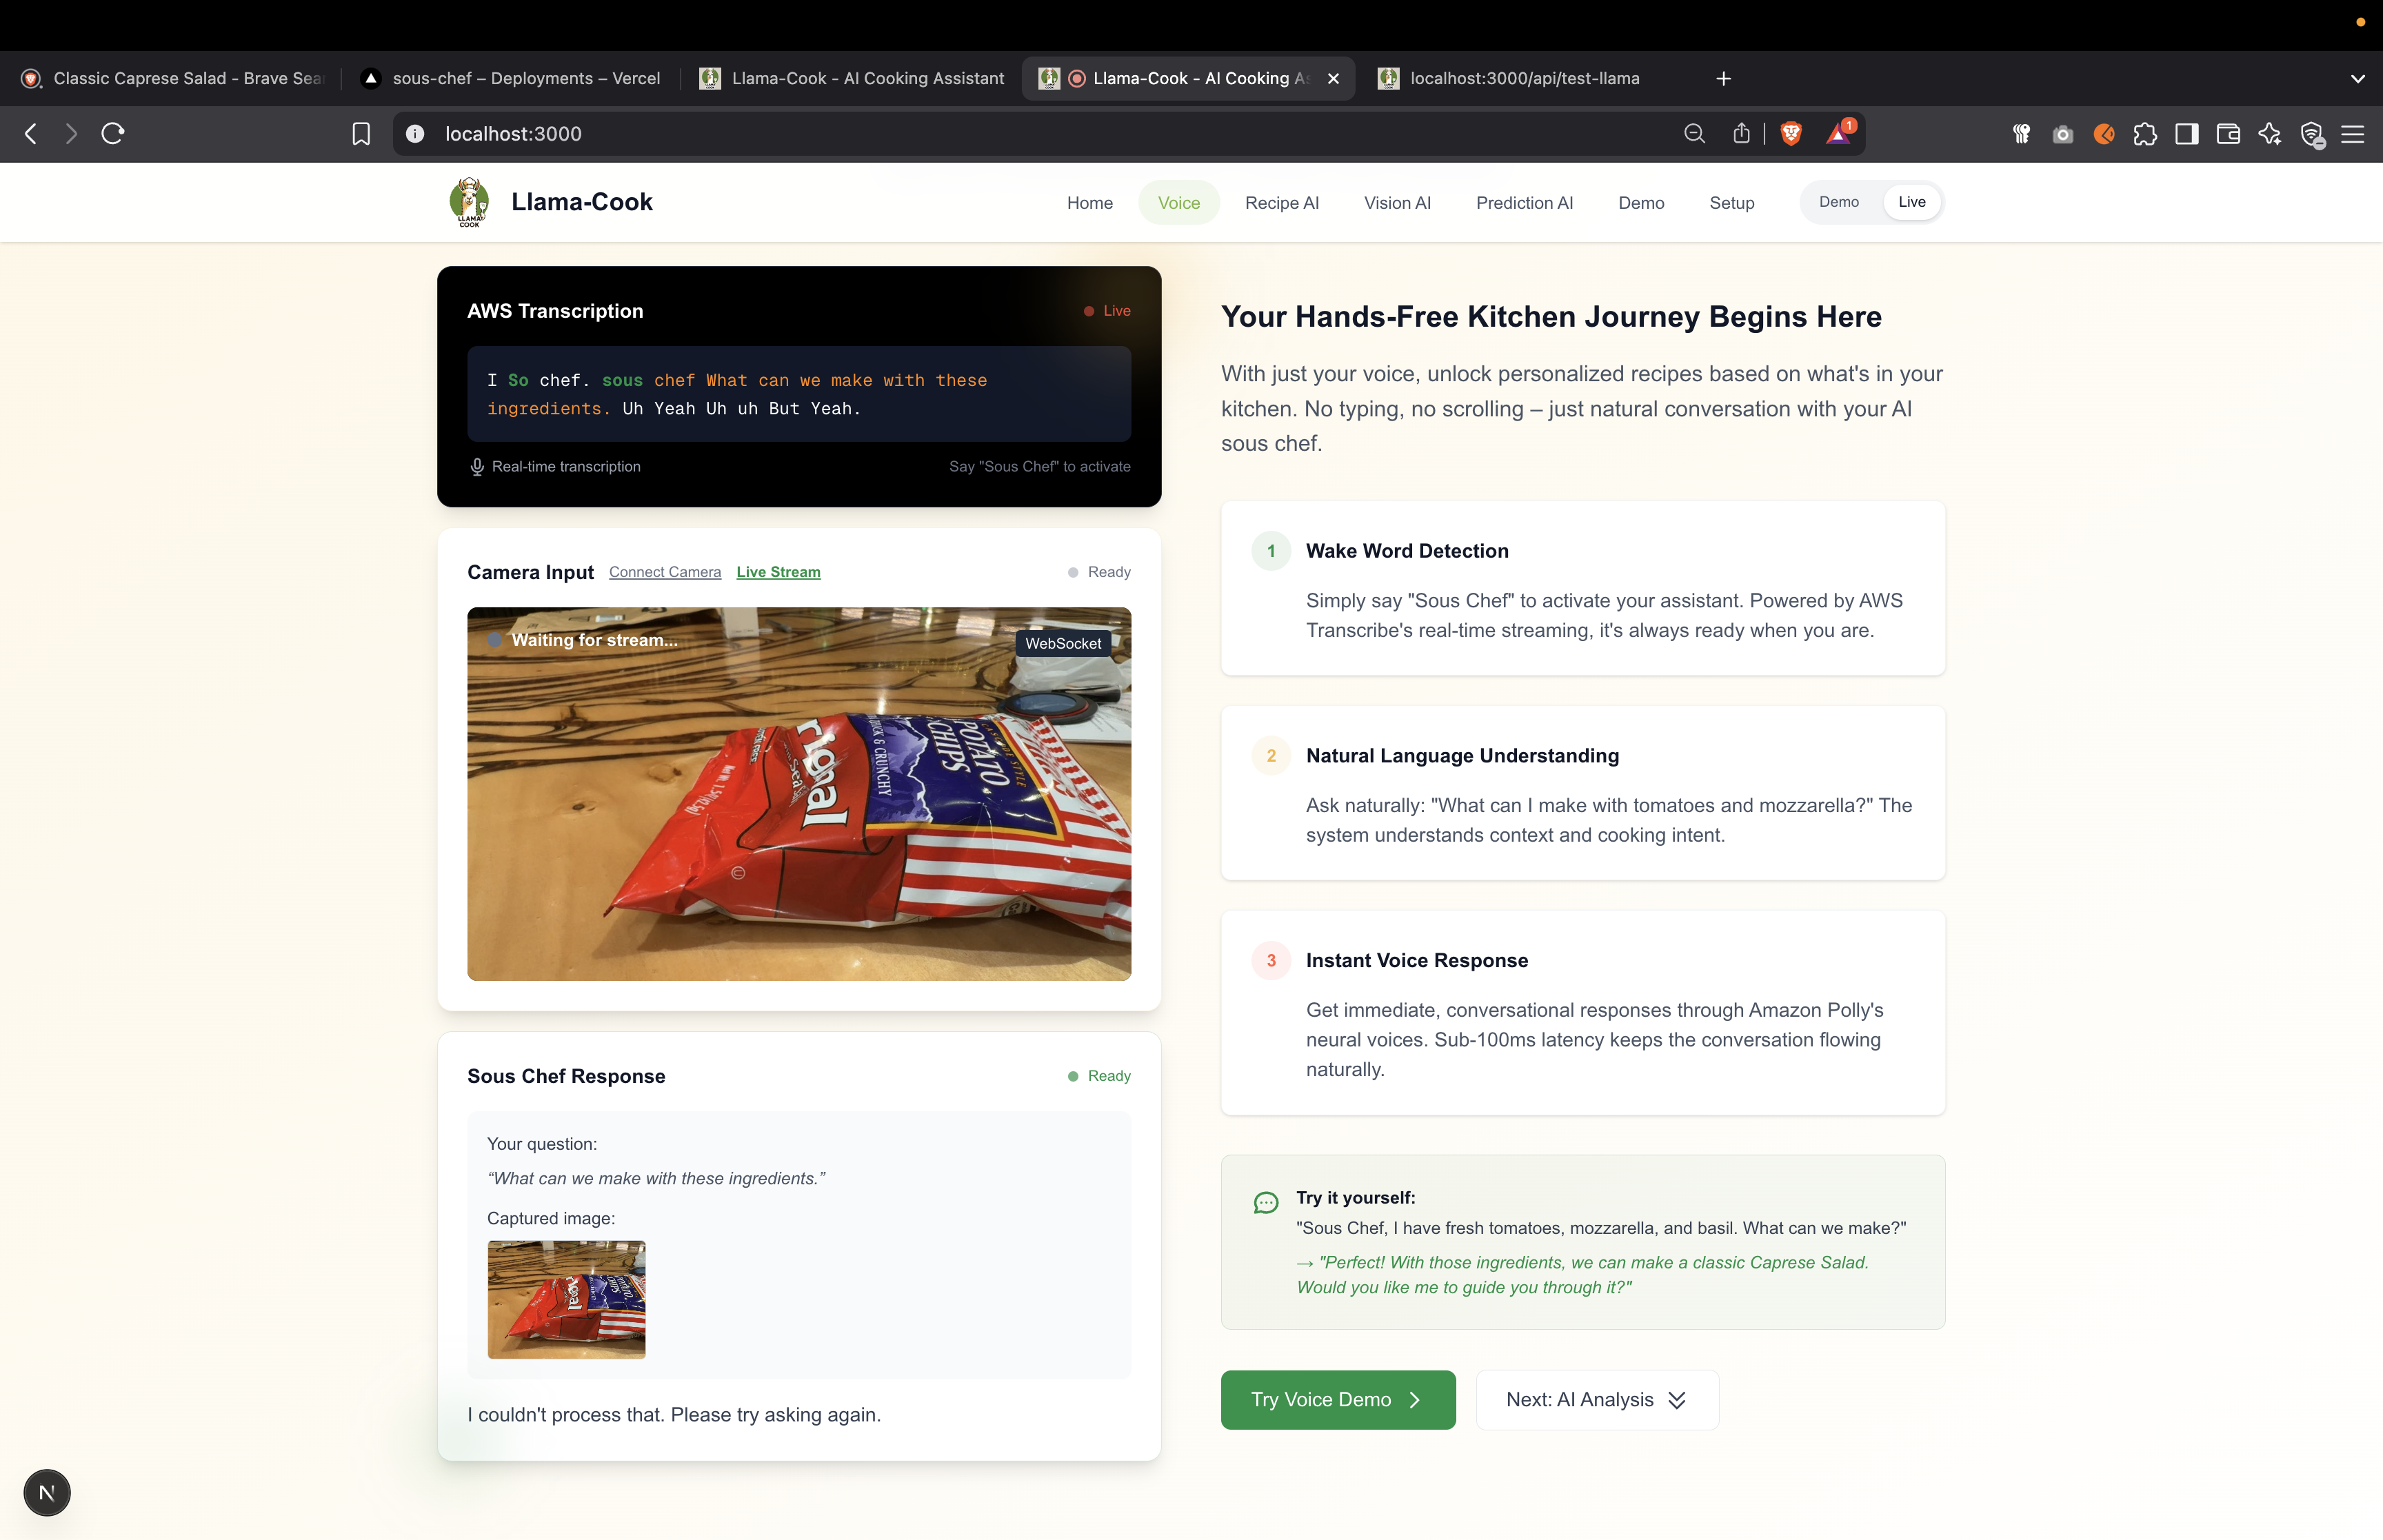 Classic Caprese Salad - Brave Sear
sous-chef – Deployments – Vercel
Llama-Cook - AI Cooking Assistant
Llama-Cook - AI Cooking As
localhost:3000/api/test-llama
localhost:3000
1
LLAMA
COOK
Llama-Cook
Home
Voice
Recipe AI
Vision AI
Prediction AI
Demo
Setup
Demo
Live
AWS Transcription
Live
I So chef. sous chef What can we make with these
ingredients. Uh Yeah Uh uh But Yeah.
Real-time transcription
Say "Sous Chef" to activate
Camera Input
Connect Camera
Live Stream
Ready
Waiting for stream...
WebSocket
POTATO
CHIPS
& CRUNCHY
Sous Chef Response
Ready
Your question:
“What can we make with these ingredients.”
Captured image:
I couldn't process that. Please try asking again.
Your Hands-Free Kitchen Journey Begins Here
With just your voice, unlock personalized recipes based on what's in your
kitchen. No typing, no scrolling – just natural conversation with your AI
sous chef.
1
Wake Word Detection
Simply say "Sous Chef" to activate your assistant. Powered by AWS
Transcribe's real-time streaming, it's always ready when you are.
2
Natural Language Understanding
Ask naturally: "What can I make with tomatoes and mozzarella?" The
system understands context and cooking intent.
3
Instant Voice Response
Get immediate, conversational responses through Amazon Polly's
neural voices. Sub-100ms latency keeps the conversation flowing
naturally.
Try it yourself:
"Sous Chef, I have fresh tomatoes, mozzarella, and basil. What can we make?"
→ "Perfect! With those ingredients, we can make a classic Caprese Salad.
Would you like me to guide you through it?"
Try Voice Demo
Next: AI Analysis
N